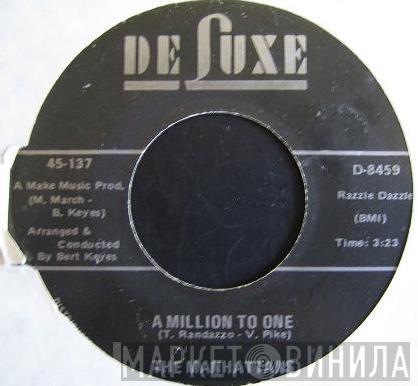 DE LUXE
45-137
D-8459
A Make Music Prod.
(M. March -
B. Keyes)
Arranged &
Conducted
By Bert Keyes
Razzle Dazzle
(BMI)
Time: 3:23
A MILLION TO ONE
(T. Randazzo - V. Pike)
THE MANHATTANS
МАРКЕТ ВИНИЛА